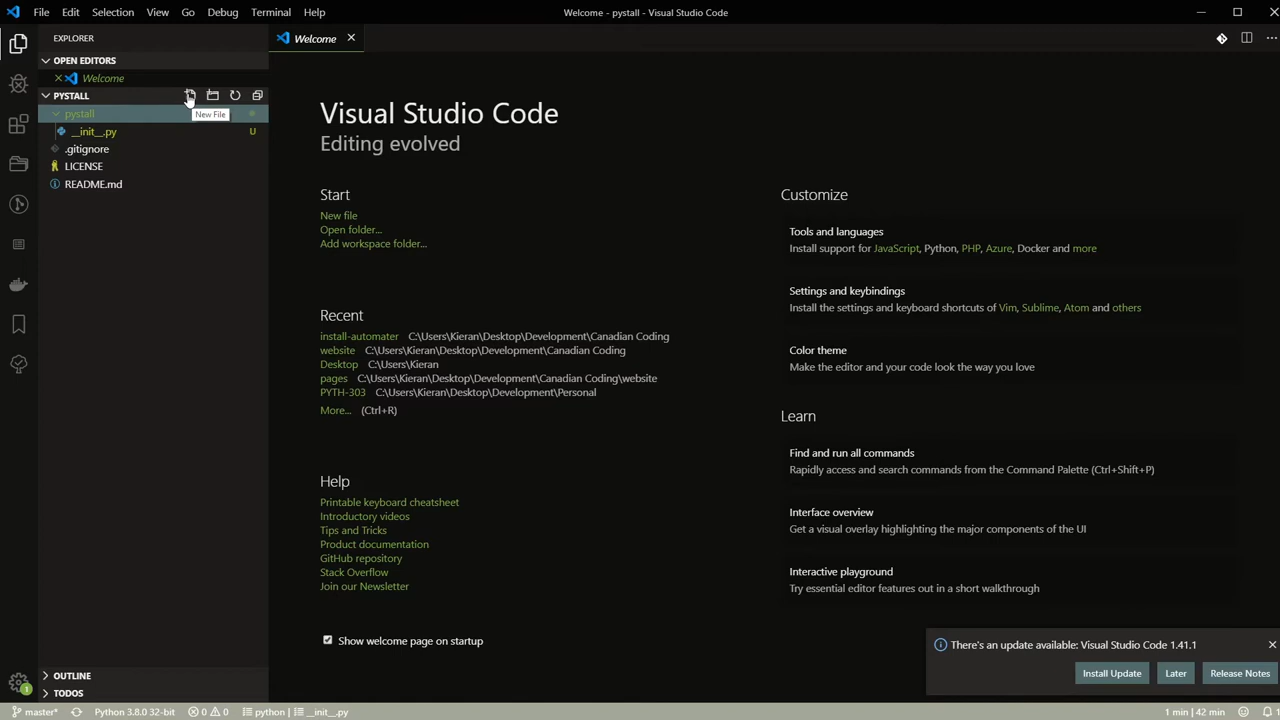 File Edit Selection View Go Debug Terminal Help
Welcome - pystall - Visual Studio Code
EXPLORER
Welcome
OPEN EDITORS
Welcome
PYSTALL
New File
pystall
__init__.py U
.gitignore
LICENSE
README.md
Visual Studio Code
Editing evolved
Start
New file
Open folder...
Add workspace folder...
Recent
install-automater C:\Users\Kieran\Desktop\Development\Canadian Coding
website C:\Users\Kieran\Desktop\Development\Canadian Coding
Desktop C:\Users\Kieran
pages C:\Users\Kieran\Desktop\Development\Canadian Coding\website
PYTH-303 C:\Users\Kieran\Desktop\Development\Personal
More... (Ctrl+R)
Help
Printable keyboard cheatsheet
Introductory videos
Tips and Tricks
Product documentation
GitHub repository
Stack Overflow
Join our Newsletter
Show welcome page on startup
Customize
Tools and languages
Install support for JavaScript, Python, PHP, Azure, Docker and more
Settings and keybindings
Install the settings and keyboard shortcuts of Vim, Sublime, Atom and others
Color theme
Make the editor and your code look the way you love
Learn
Find and run all commands
Rapidly access and search commands from the Command Palette (Ctrl+Shift+P)
Interface overview
Get a visual overlay highlighting the major components of the UI
Interactive playground
Try essential editor features out in a short walkthrough
There's an update available: Visual Studio Code 1.41.1
Install Update Later Release Notes
OUTLINE
TODOS
1
master* Python 3.8.0 32-bit 0 0 python | __init__.py 1 min | 42 min 1